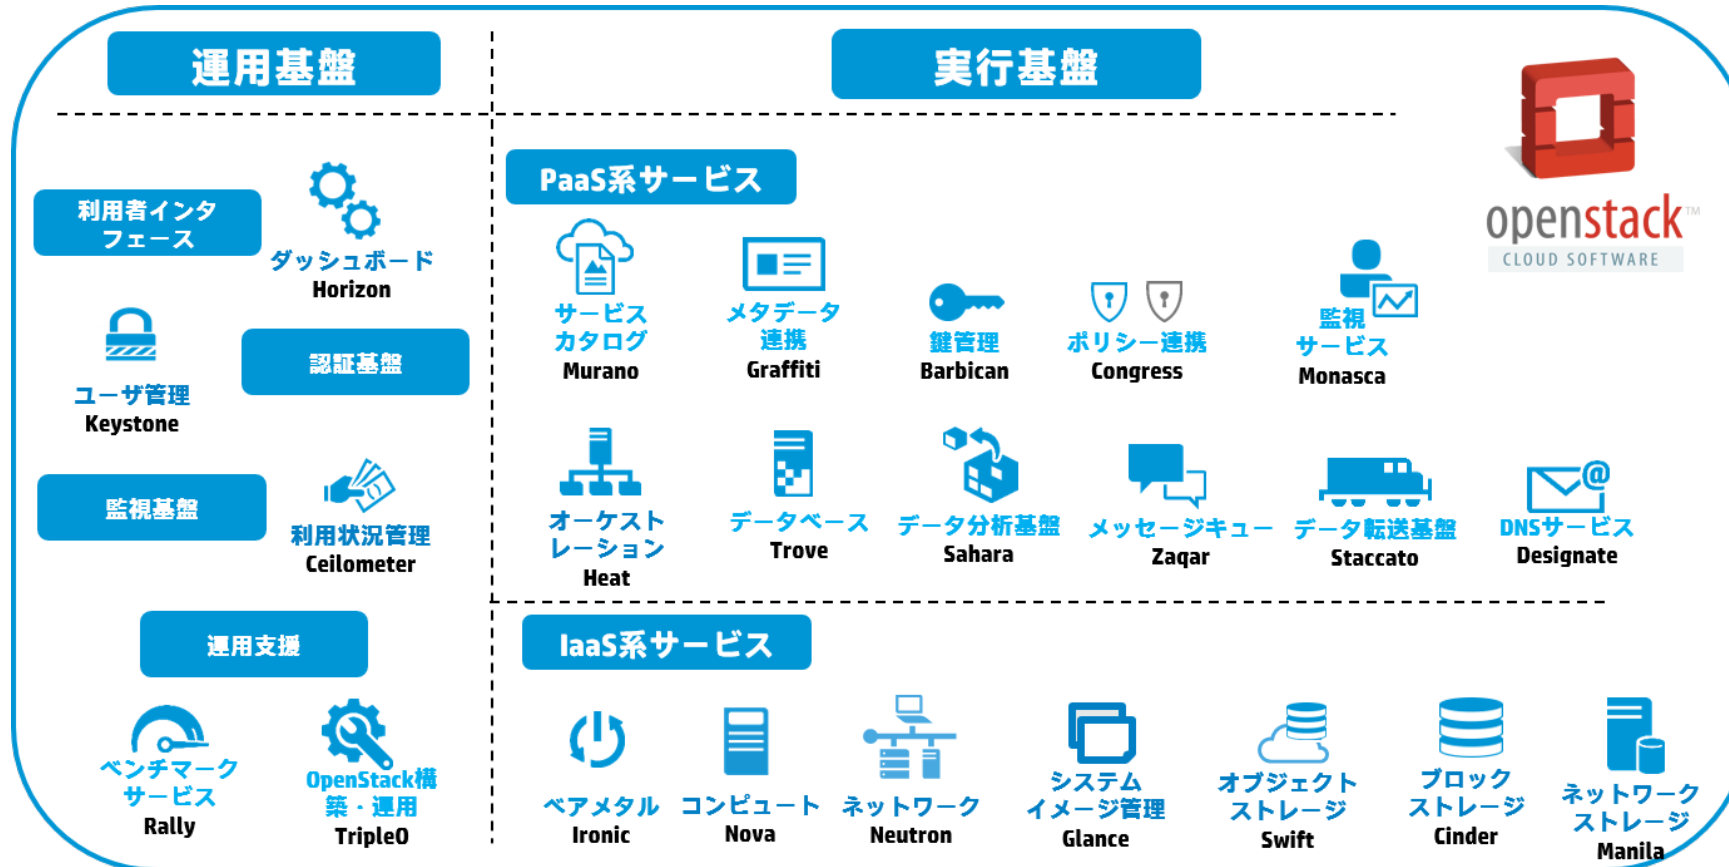 運用基盤
実行基盤
利用者インタ
フェース
ダッシュボード
Horizon
ユーザ管理
Keystone
認証基盤
監視基盤
利用状況管理
Ceilometer
運用支援
ベンチマーク
サービス
Rally
OpenStack構
築・運用
TripleO
PaaS系サービス
サービス
カタログ
Murano
メタデータ
連携
Graffiti
鍵管理
Barbican
ポリシー連携
Congress
監視
サービス
Monasca
openstack™
CLOUD SOFTWARE
オーケスト
レーション
Heat
データベース
Trove
データ分析基盤
Sahara
メッセージキュー
Zaqar
データ転送基盤
Staccato
@
DNSサービス
Designate
IaaS系サービス
ベアメタル
Ironic
コンピュート
Nova
ネットワーク
Neutron
システム
イメージ管理
Glance
オブジェクト
ストレージ
Swift
ブロック
ストレージ
Cinder
ネットワーク
ストレージ
Manila